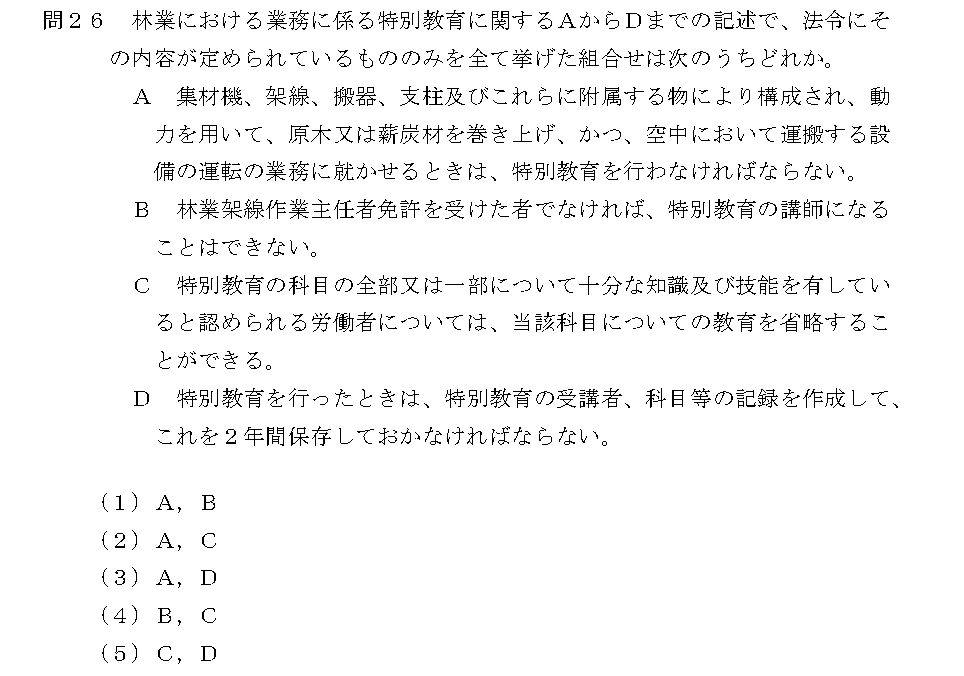 問２６　林業における業務に係る特別教育に関するＡからＤまでの記述で、法令にそ
の内容が定められているもののみを全て挙げた組合せは次のうちどれか。
Ａ　集材機、架線、搬器、支柱及びこれらに附属する物により構成され、動
力を用いて、原木又は薪炭材を巻き上げ、かつ、空中において運搬する設
備の運転の業務に就かせるときは、特別教育を行わなければならない。
Ｂ　林業架線作業主任者免許を受けた者でなければ、特別教育の講師になる
ことはできない。
Ｃ　特別教育の科目の全部又は一部について十分な知識及び技能を有してい
ると認められる労働者については、当該科目についての教育を省略するこ
とができる。
Ｄ　特別教育を行ったときは、特別教育の受講者、科目等の記録を作成して、
これを２年間保存しておかなければならない。
（１）Ａ，Ｂ
（２）Ａ，Ｃ
（３）Ａ，Ｄ
（４）Ｂ，Ｃ
（５）Ｃ，Ｄ